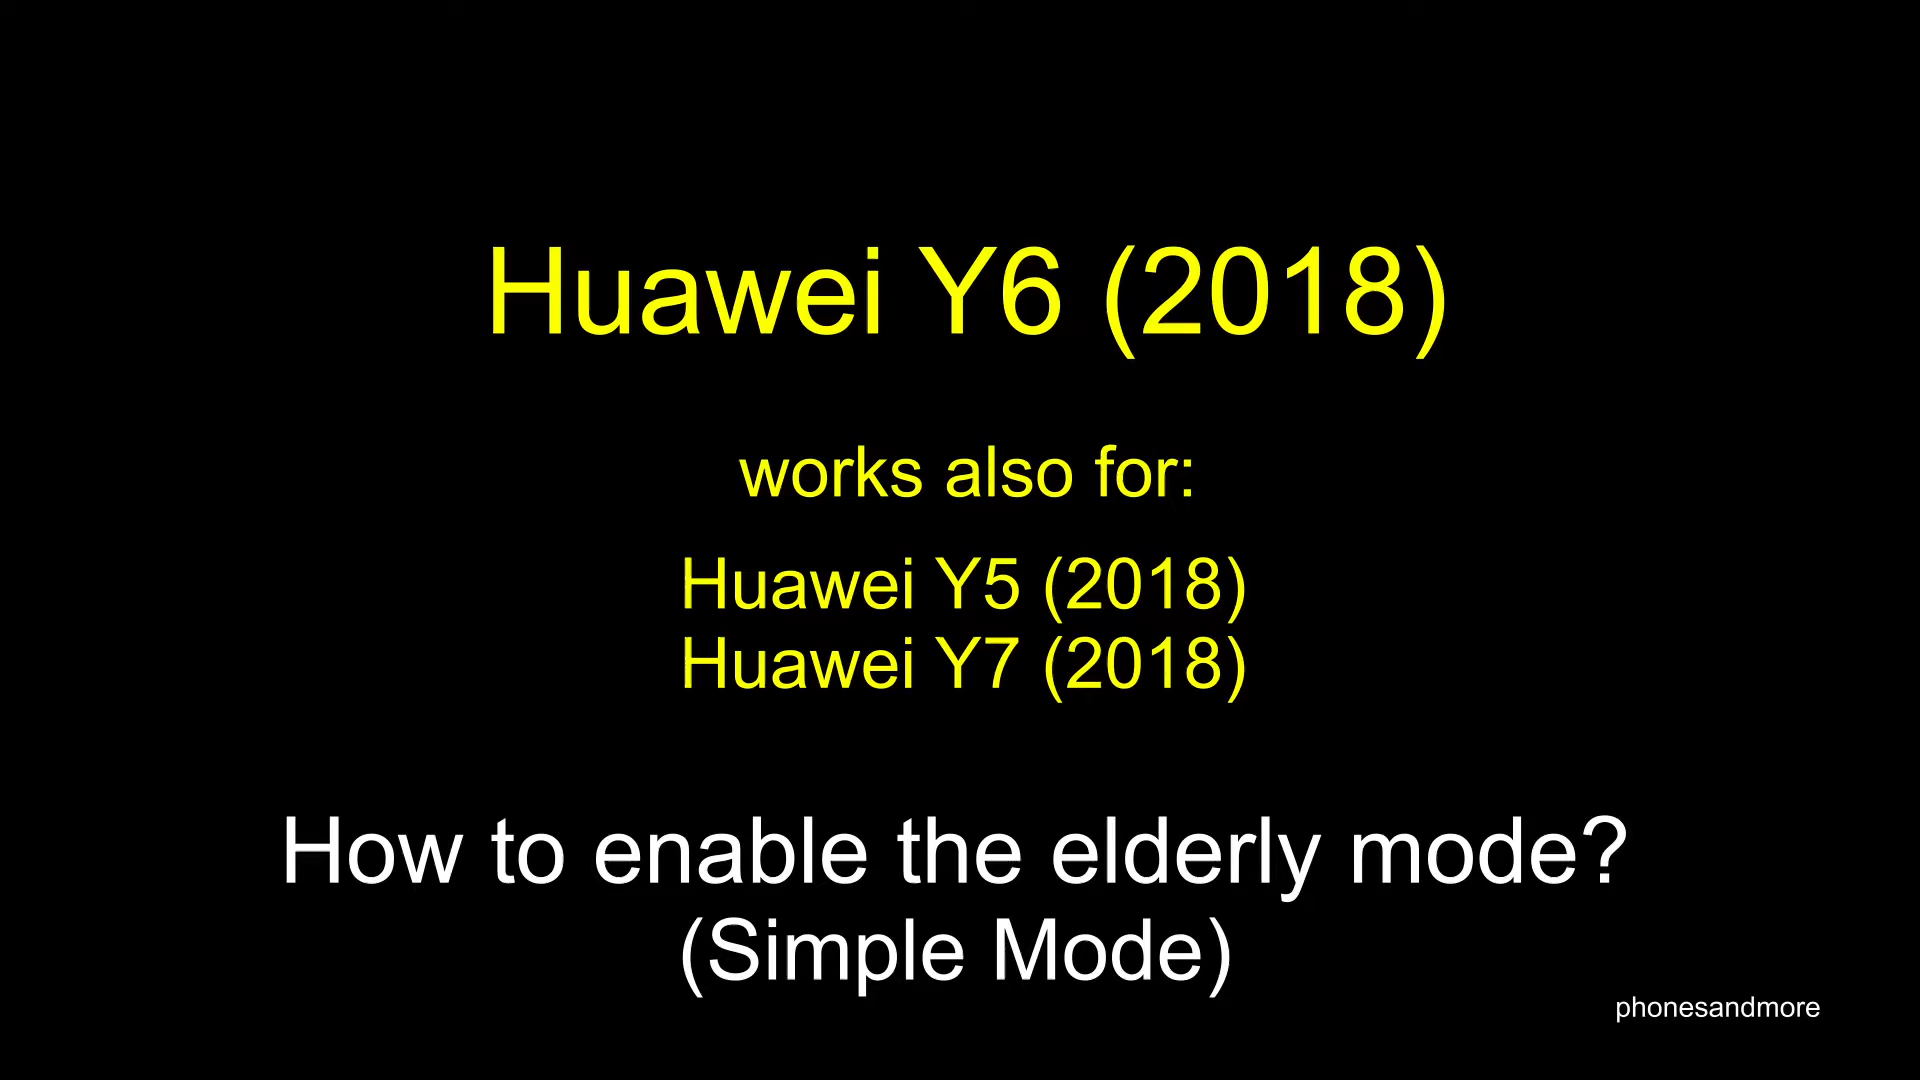 Huawei Y6 (2018)
works also for:
Huawei Y5 (2018)
Huawei Y7 (2018)
How to enable the elderly mode?
(Simple Mode)
phonesandmore